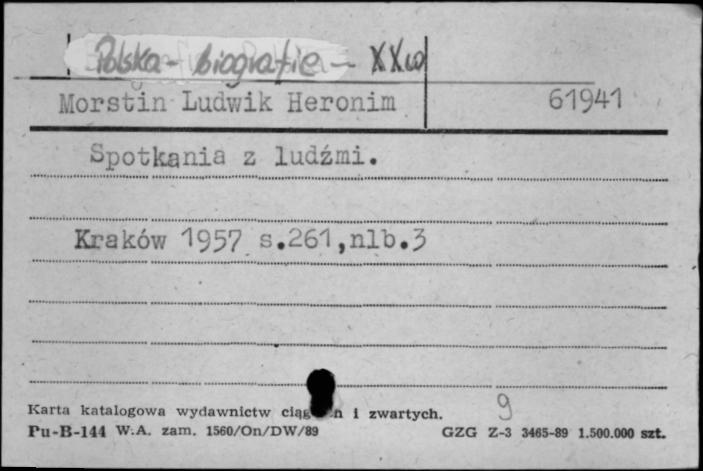 Polska - biografie - XXw
Morstin Ludwik Heronim 61941
Spotkania z ludźmi.
Kraków 1957 s.261,nlb.3
9
Karta katalogowa wydawnictw i zwartych.
Pu-B-144 W.A. zam. 1560/On/DW/89 GZG Z-3 3465-89 1.500.000 szt.